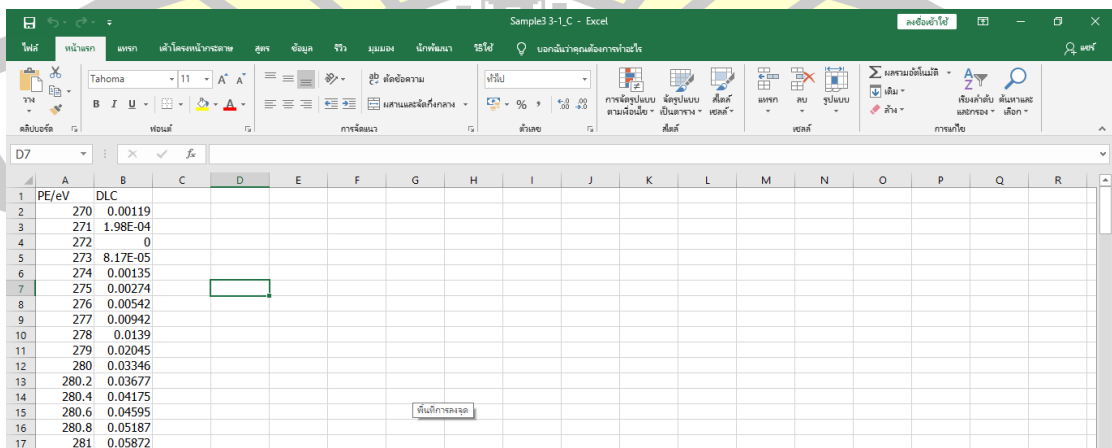 Sample3 3-1_C - Excel
ลงชื่อเข้าใช้
ไฟล์ หน้าแรก แทรก เค้าโครงหน้ากระดาษ สูตร ข้อมูล รีวิว มุมมอง นักพัฒนา วิธีใช้ บอกฉันว่าคุณต้องการทำอะไร แชร์
วาง
Tahoma 11 A A
B I U A
ab ตัดข้อความ
ผสานและจัดกึ่งกลาง
ทั่วไป
% , .00
การจัดรูปแบบตามเงื่อนไข
จัดรูปแบบเป็นตาราง
สไตล์เซลล์
แทรก ลบ รูปแบบ
ผลรวมอัตโนมัติ
เติม
ล้าง
เรียงลำดับและกรอง
ค้นหาและเลือก
คลิปบอร์ด ฟอนต์ การจัดแนว ตัวเลข สไตล์ เซลล์ การแก้ไข
D7 fx
A B C D E F G H I J K L M N O P Q R
1 PE/eV DLC
2 270 0.00119
3 271 1.98E-04
4 272 0
5 273 8.17E-05
6 274 0.00135
7 275 0.00274
8 276 0.00542
9 277 0.00942
10 278 0.0139
11 279 0.02045
12 280 0.03346
13 280.2 0.03677
14 280.4 0.04175
15 280.6 0.04595 พื้นที่การลงจุด
16 280.8 0.05187
17 281 0.05872